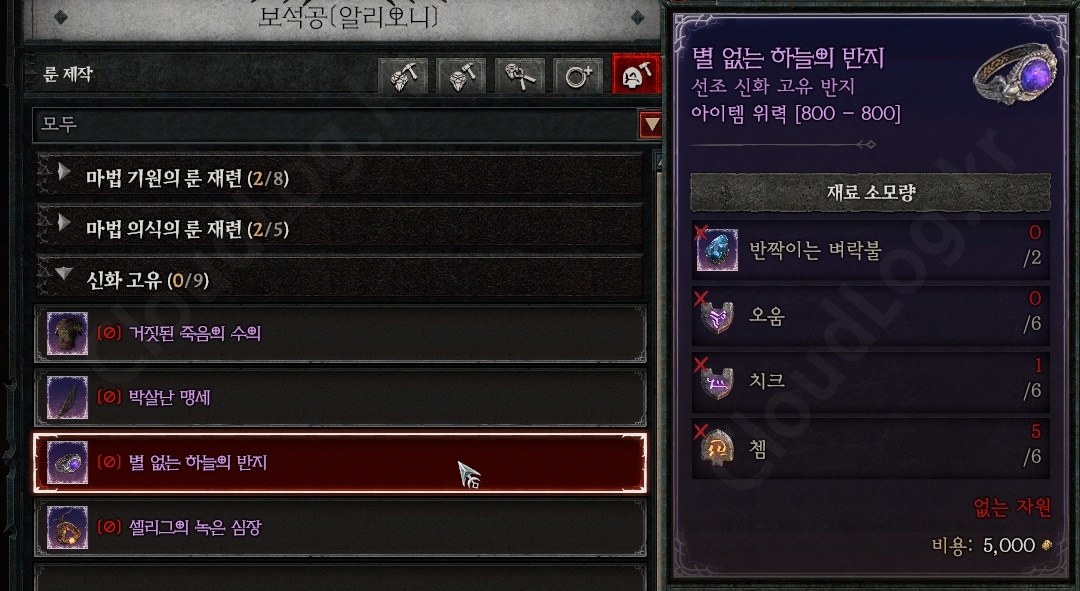 보석공[알리오니]
룬 제작
모두
마법 기원의 룬 재련 (2/8)
마법 의식의 룬 재련 (2/5)
신화 고유 (0/9)
[∅] 거짓된 죽음의 수의
[∅] 박살난 맹세
[∅] 별 없는 하늘의 반지
[∅] 셀리그의 녹은 심장
별 없는 하늘의 반지
선조 신화 고유 반지
아이템 위력 [800 - 800]
재료 소모량
반짝이는 벼락불
0
/2
오움
0
/6
치크
1
/6
쳄
5
/6
없는 자원
비용: 5,000
CloudLog.kr
CloudLog.kr